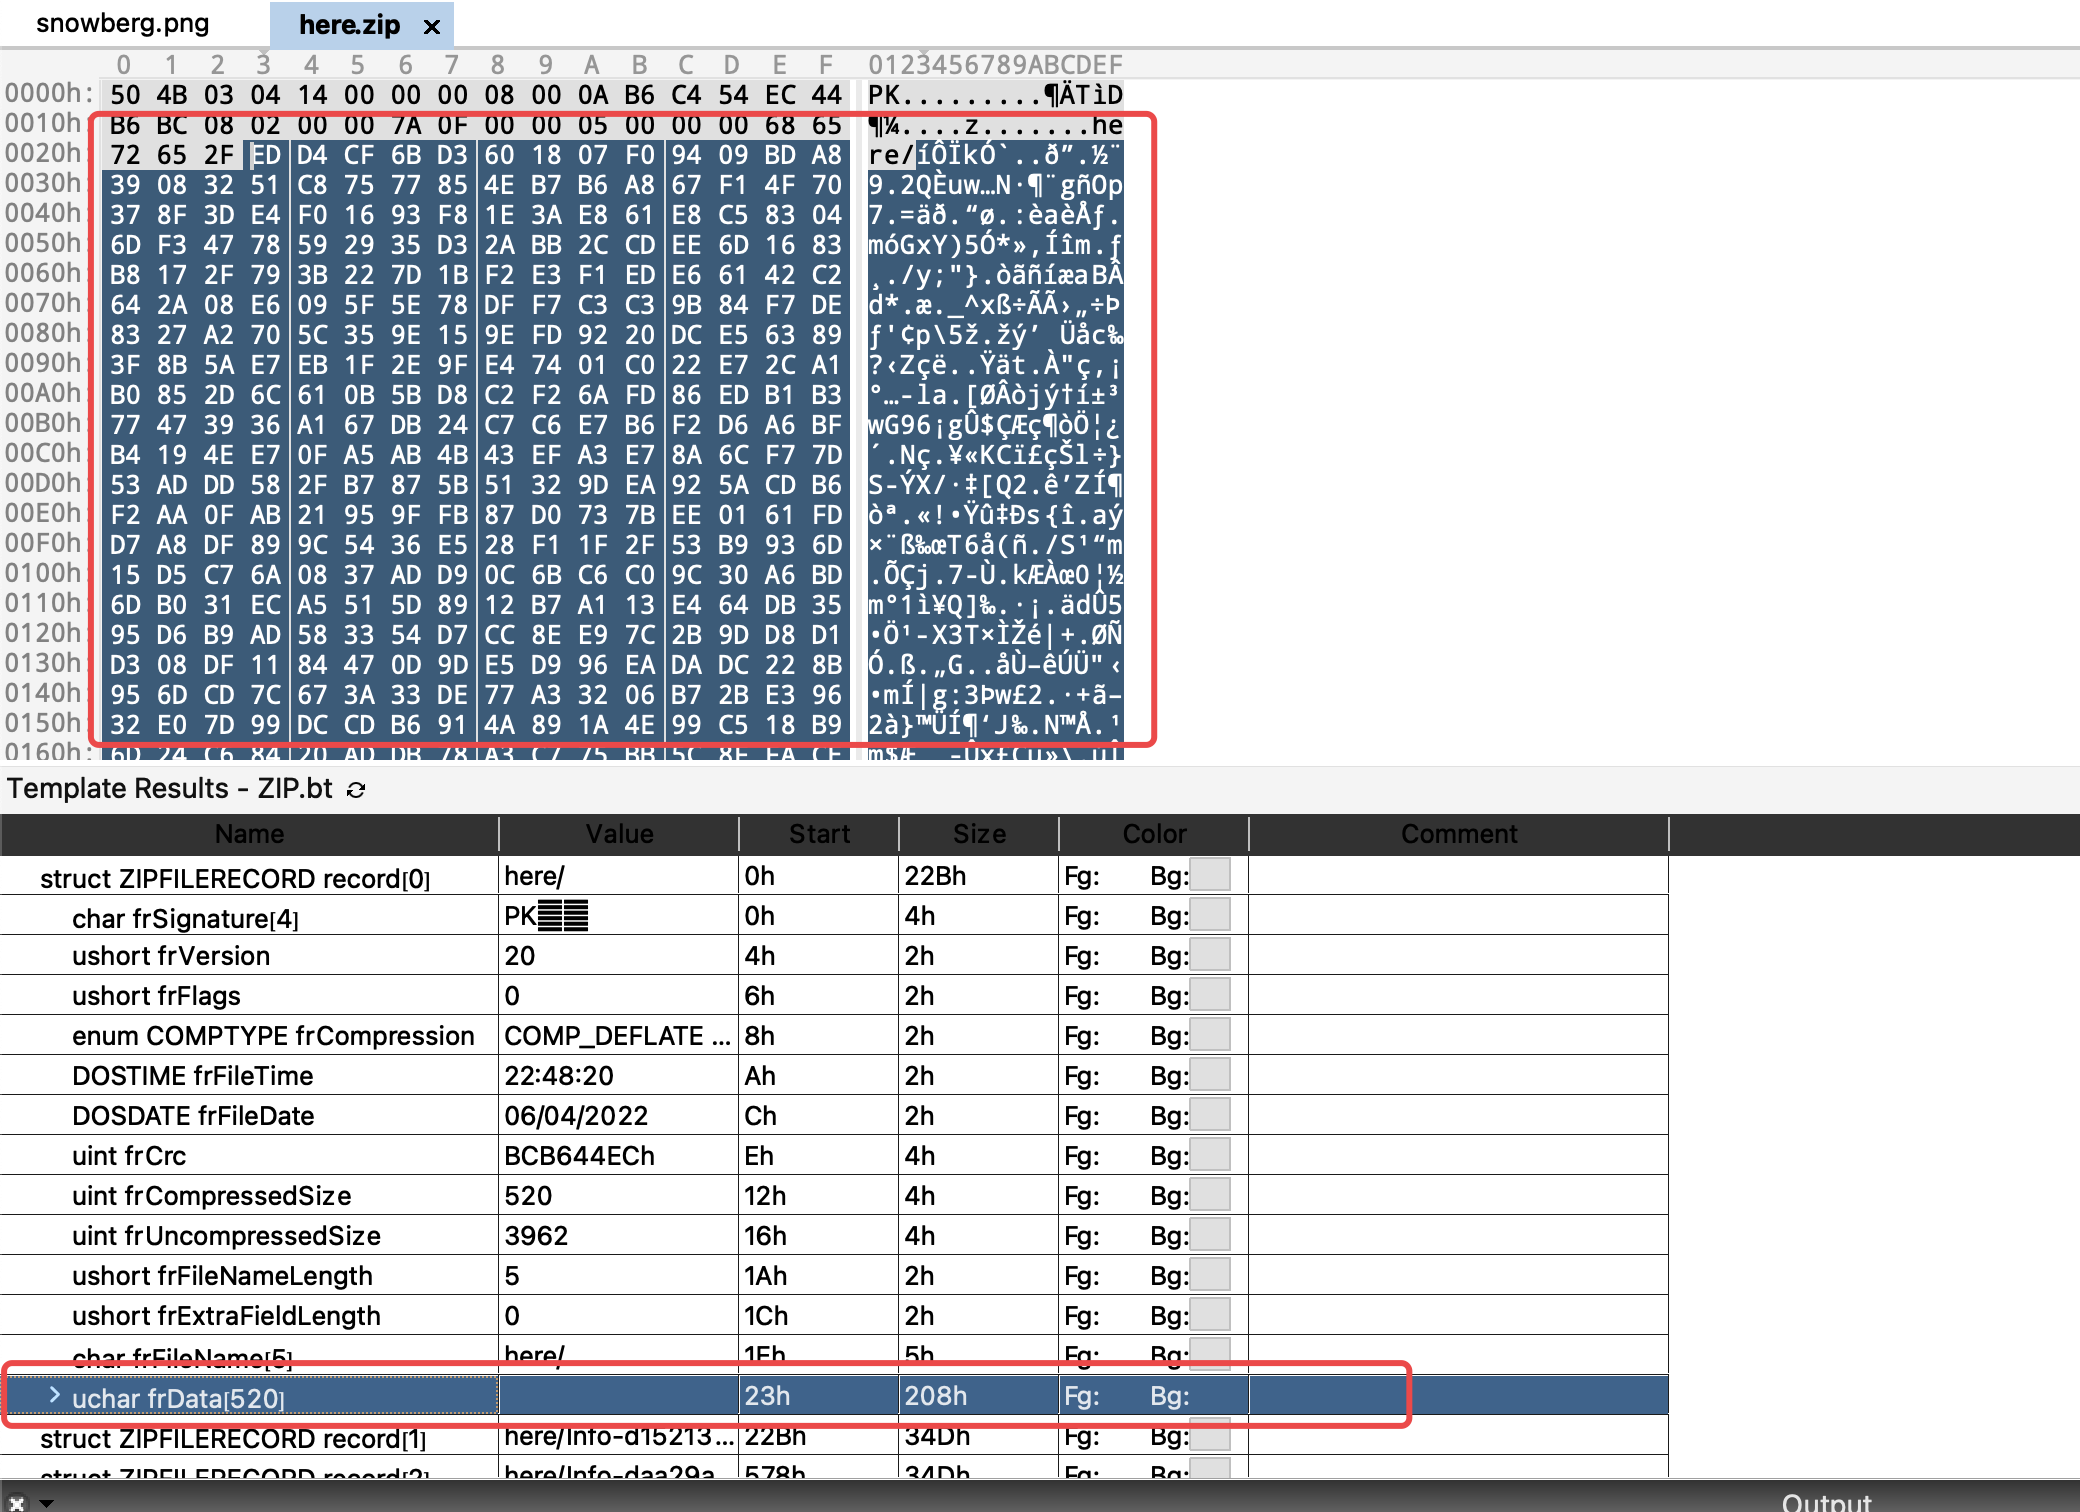 snowberg.png here.zip x
0 1 2 3 4 5 6 7 8 9 A B C D E F 0123456789ABCDEF
0000h: 50 4B 03 04 14 00 00 00 08 00 0A B6 C4 54 EC 44 PK.........¶ÄTìD
0010h: B6 BC 08 02 00 00 7A 0F 00 00 05 00 00 00 68 65 ¶¼....z.......he
0020h: 72 65 2F ED D4 CF 6B D3 60 18 07 F0 94 09 BD A8 re/íÔÏkÓ`..ð”.½¨
0030h: 39 08 32 51 C8 75 77 85 4E B7 B6 A8 67 F1 4F 70 9.2QÈuw…N·¶¨gñOp
0040h: 37 8F 3D E4 F0 16 93 F8 1E 3A E8 61 E8 C5 83 04 7.=äð.“ø.:èaèÅƒ.
0050h: 6D F3 47 78 59 29 35 D3 2A BB 2C CD EE 6D 16 83 móGxY)5Ó*»,Íîm.ƒ
0060h: B8 17 2F 79 3B 22 7D 1B F2 E3 F1 ED E6 61 42 C2 ¸./y;"}.òãñíæaBÂ
0070h: 64 2A 08 E6 09 5F 5E 78 DF F7 C3 C3 9B 84 F7 DE d*.æ._^xß÷ÃÃ›„÷Þ
0080h: 83 27 A2 70 5C 35 9E 15 9E FD 92 20 DC E5 63 89 ƒ'¢p\5ž.žý’ Üåc‰
0090h: 3F 8B 5A E7 EB 1F 2E 9F E4 74 01 C0 22 E7 2C A1 ?‹Zçë..Ÿät.À"ç,¡
00A0h: B0 85 2D 6C 61 0B 5B D8 C2 F2 6A FD 86 ED B1 B3 °…-la.[ØÂòjý†í±³
00B0h: 77 47 39 36 A1 67 DB 24 C7 C6 E7 B6 F2 D6 A6 BF wG96¡gÛ$ÇÆç¶òÖ¦¿
00C0h: B4 19 4E E7 0F A5 AB 4B 43 EF A3 E7 8A 6C F7 7D ´.Nç.¥«KCï£çŠl÷}
00D0h: 53 AD DD 58 2F B7 87 5B 51 32 9D EA 92 5A CD B6 S-ÝX/·‡[Q2.ê’ZÍ¶
00E0h: F2 AA 0F AB 21 95 9F FB 87 D0 73 7B EE 01 61 FD òª.«!•Ÿû‡Ðs{î.aý
00F0h: D7 A8 DF 89 9C 54 36 E5 28 F1 1F 2F 53 B9 93 6D ×¨ß‰œT6å(ñ./S¹“m
0100h: 15 D5 C7 6A 08 37 AD D9 0C 6B C6 C0 9C 30 A6 BD .ÕÇj.7-Ù.kÆÀœ0¦½
0110h: 6D B0 31 EC A5 51 5D 89 12 B7 A1 13 E4 64 DB 35 m°1ì¥Q]‰.·¡.ädÛ5
0120h: 95 D6 B9 AD 58 33 54 D7 CC 8E E9 7C 2B 9D D8 D1 •Ö¹-X3T×ÌŽé|+.ØÑ
0130h: D3 08 DF 11 84 47 0D 9D E5 D9 96 EA DA DC 22 8B Ó.ß.„G..åÙ–êÚÜ"‹
0140h: 95 6D CD 7C 67 3A 33 DE 77 A3 32 06 B7 2B E3 96 •mÍ|g:3Þw£2.·+ã–
0150h: 32 E0 7D 99 DC CD B6 91 4A 89 1A 4E 99 C5 18 B9 2à}™ÜÍ¶‘J‰.N™Å.¹
0160h: 6D 24 C6 84 20 AD DB 78 A3 C7 75 BB 5C 8F
Template Results - ZIP.bt
Name Value Start Size Color Comment
struct ZIPFILERECORD record[0] here/ 0h 22Bh Fg: Bg:
char frSignature[4] PK 0h 4h Fg: Bg:
ushort frVersion 20 4h 2h Fg: Bg:
ushort frFlags 0 6h 2h Fg: Bg:
enum COMPTYPE frCompression COMP_DEFLATE ... 8h 2h Fg: Bg:
DOSTIME frFileTime 22:48:20 Ah 2h Fg: Bg:
DOSDATE frFileDate 06/04/2022 Ch 2h Fg: Bg:
uint frCrc BCB644ECh Eh 4h Fg: Bg:
uint frCompressedSize 520 12h 4h Fg: Bg:
uint frUncompressedSize 3962 16h 4h Fg: Bg:
ushort frFileNameLength 5 1Ah 2h Fg: Bg:
ushort frExtraFieldLength 0 1Ch 2h Fg: Bg:
char frFileName[5] here/ 1Eh 5h Fg: Bg:
> uchar frData[520] 23h 208h Fg: Bg:
struct ZIPFILERECORD record[1] here/Info-d15213... 22Bh 34Dh Fg: Bg:
struct ZIPFILERECORD record[2] here/Info-daa29a 578h 34Dh Fg: Bg:
Output